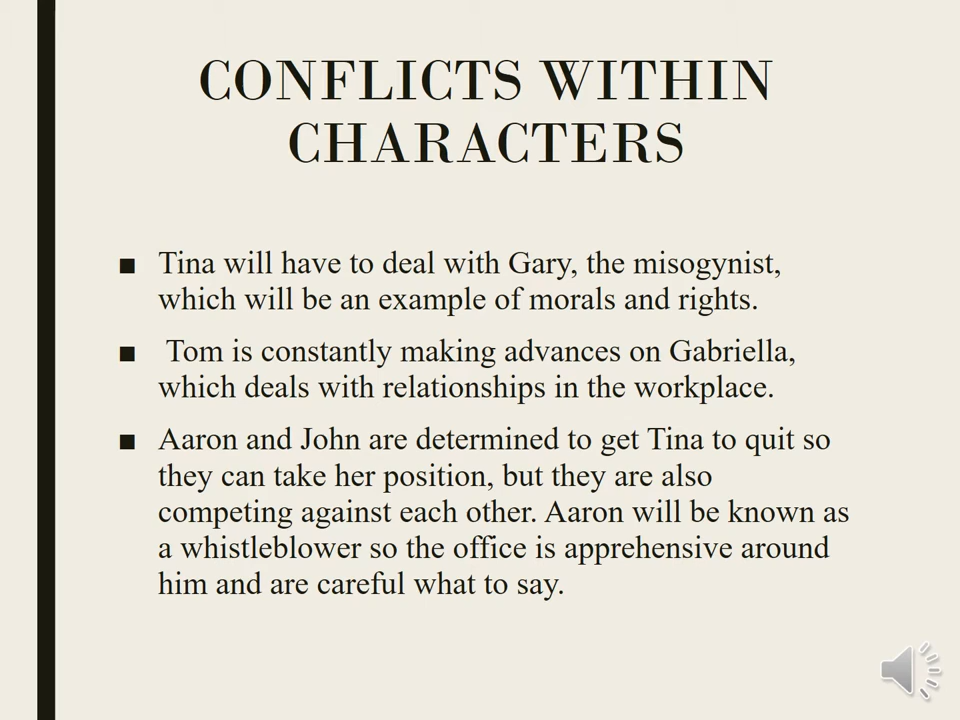 CONFLICTS WITHIN
CHARACTERS
■ Tina will have to deal with Gary, the misogynist,
which will be an example of morals and rights.
■ Tom is constantly making advances on Gabriella,
which deals with relationships in the workplace.
■ Aaron and John are determined to get Tina to quit so
they can take her position, but they are also
competing against each other. Aaron will be known as
a whistleblower so the office is apprehensive around
him and are careful what to say.